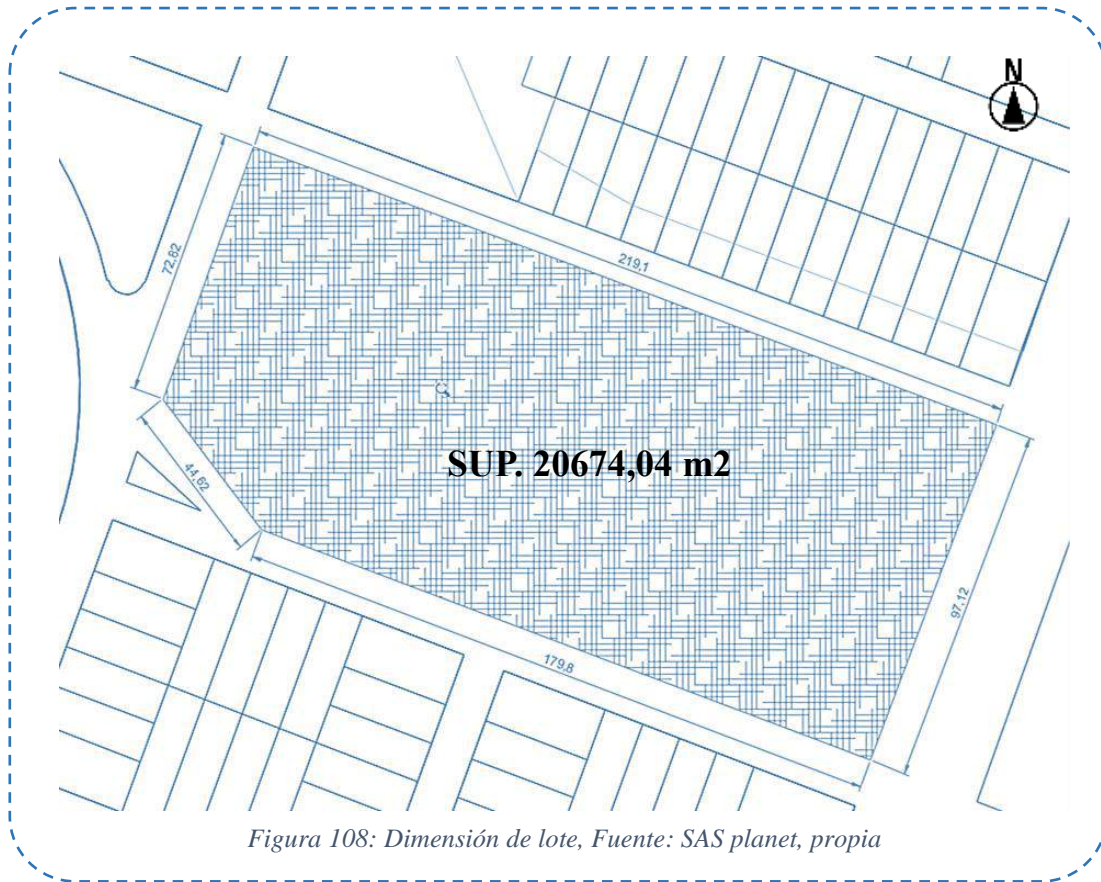 N
219,1
72,82
44,62
SUP. 20674,04 m2
97,12
179,8
Figura 108: Dimensión de lote, Fuente: SAS planet, propia